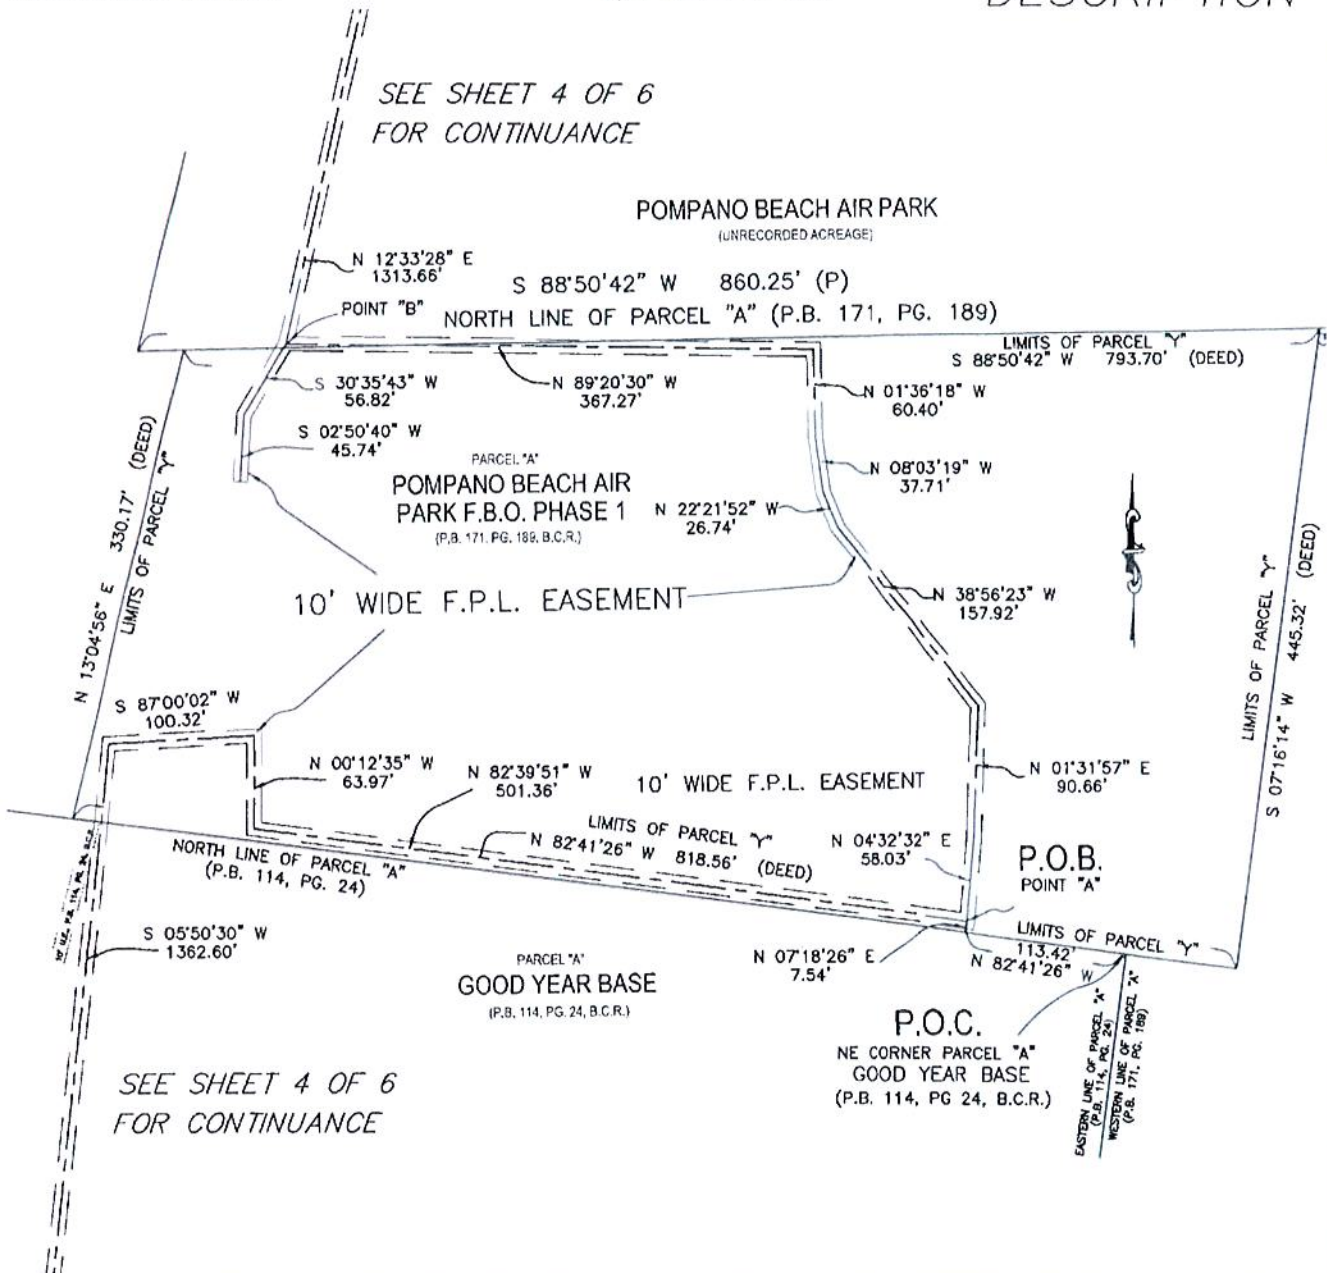 DESCRIPTION
SEE SHEET 4 OF 6
FOR CONTINUANCE
POMPANO BEACH AIR PARK
(UNRECORDED ACREAGE)
N 12°33'28" E
1313.66'
S 88°50'42" W 860.25' (P)
POINT "B"
NORTH LINE OF PARCEL "A" (P.B. 171, PG. 189)
LIMITS OF PARCEL "Y"
S 88°50'42" W 793.70' (DEED)
S 30°35'43" W
56.82'
N 89°20'30" W
367.27'
N 01°36'18" W
60.40'
S 02°50'40" W
45.74'
PARCEL "A"
POMPANO BEACH AIR
PARK F.B.O. PHASE 1
(P.B. 171, PG. 189, B.C.R.)
N 08°03'19" W
37.71'
N 22°21'52" W
26.74'
N 13°04'56" E 330.17' (DEED)
LIMITS OF PARCEL "Y"
10' WIDE F.P.L. EASEMENT
N 38°56'23" W
157.92'
LIMITS OF PARCEL "Y"
S 07°16'14" W 445.32' (DEED)
S 87°00'02" W
100.32'
N 00°12'35" W
63.97'
N 82°39'51" W
501.36'
10' WIDE F.P.L. EASEMENT
N 01°31'57" E
90.66'
LIMITS OF PARCEL "Y"
N 82°41'26" W 818.56' (DEED)
N 04°32'32" E
58.03'
P.O.B.
POINT "A"
NORTH LINE OF PARCEL "A"
(P.B. 114, PG. 24)
10' U.E. P.B. 114, PG. 24, B.C.R.
S 05°50'30" W
1362.60'
PARCEL "A"
GOOD YEAR BASE
(P.B. 114, PG. 24, B.C.R.)
N 07°18'26" E
7.54'
LIMITS OF PARCEL "Y"
113.42'
N 82°41'26" W
P.O.C.
NE CORNER PARCEL "A"
GOOD YEAR BASE
(P.B. 114, PG 24, B.C.R.)
EASTERN LINE OF PARCEL "A"
(P.B. 114, PG. 24)
WESTERN LINE OF PARCEL "A"
(P.B. 171, PG. 189)
SEE SHEET 4 OF 6
FOR CONTINUANCE